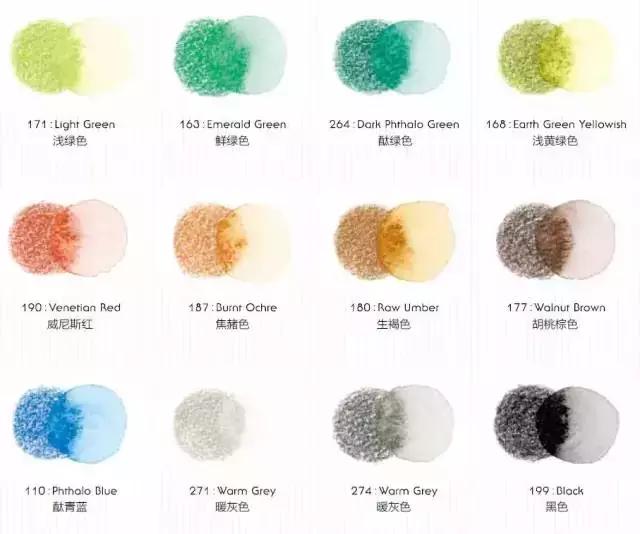 171:Light Green
浅绿色
163:Emerald Green
鲜绿色
264:Dark Phthalo Green
酞绿色
168:Earth Green Yellowish
浅黄绿色
190:Venetian Red
威尼斯红
187:Burnt Ochre
焦赭色
180:Raw Umber
生褐色
177:Walnut Brown
胡桃棕色
110:Phthalo Blue
酞青蓝
271:Warm Grey
暖灰色
274:Warm Grey
暖灰色
199:Black
黑色